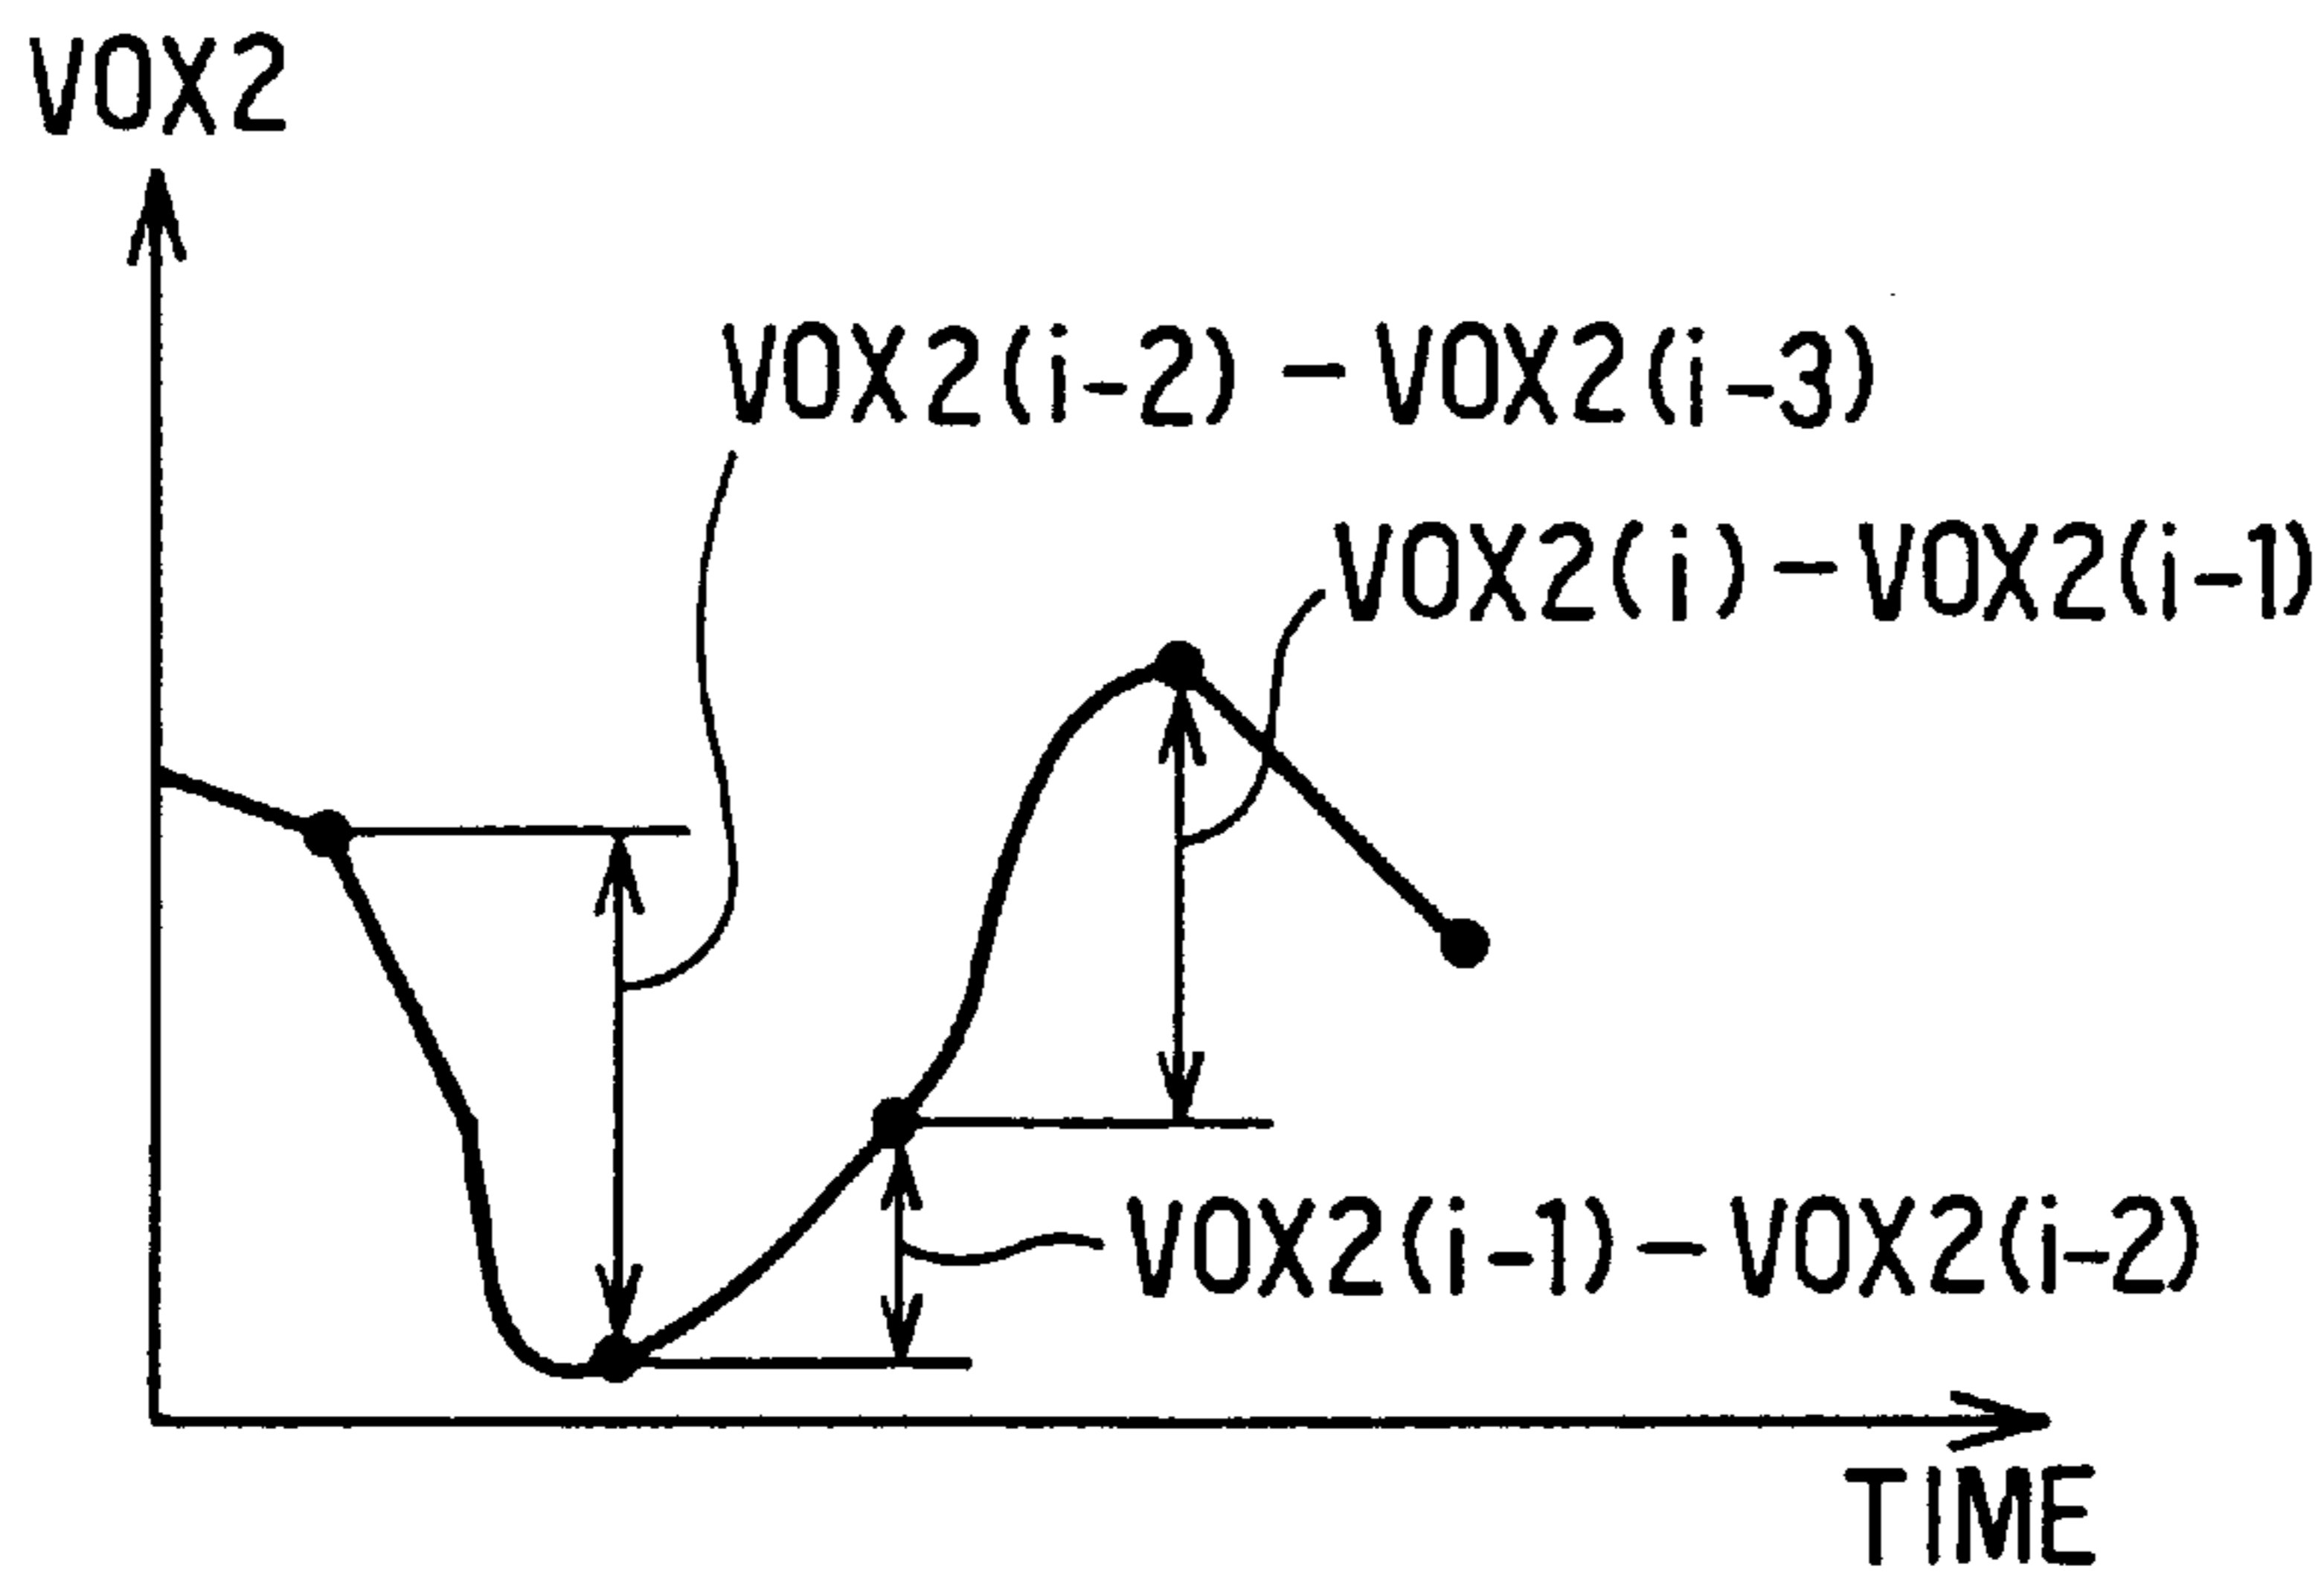 VOX2
VOX2(i-2) - VOX2(i-3)
VOX2(i) - VOX2(i-1)
VOX2(i-1) - VOX2(i-2)
TIME